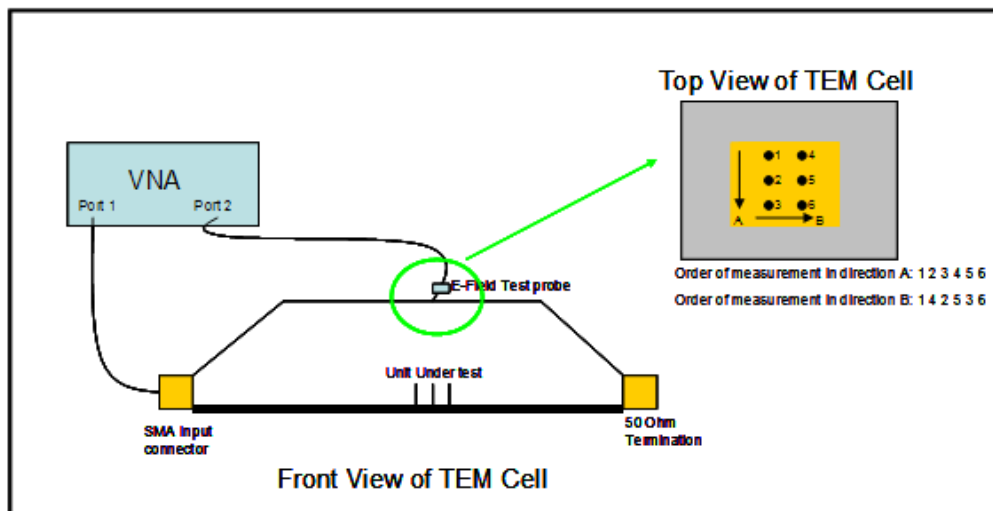 Top View of TEM Cell
VNA
Port 1
Port 2
1
4
2
5
3
6
A
B
Order of measurement in direction A: 1 2 3 4 5 6
Order of measurement in direction B: 1 4 2 5 3 6
E-Field Test probe
Unit Under test
SMA input
connector
50 Ohm
Termination
Front View of TEM Cell